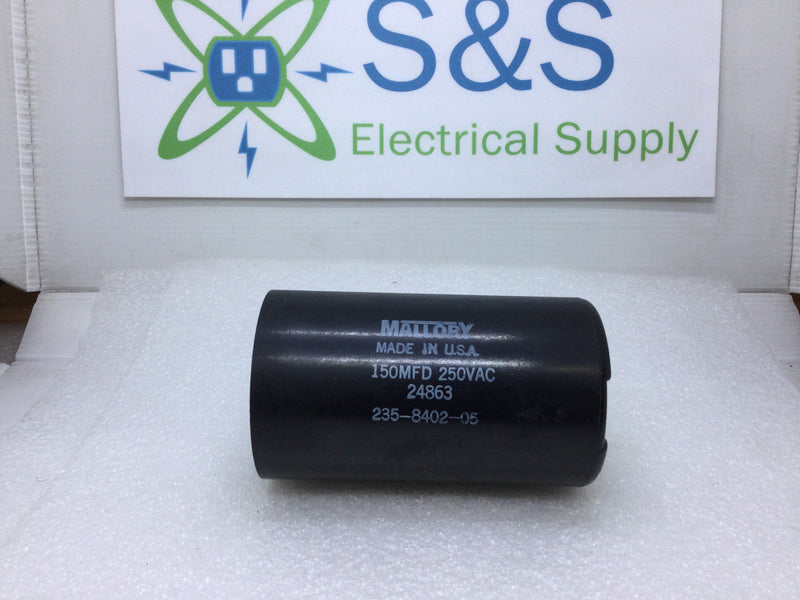 S&S
Electrical Supply
MALLORY
MADE IN U.S.A.
150MFD 250VAC
24863
235-8402-05